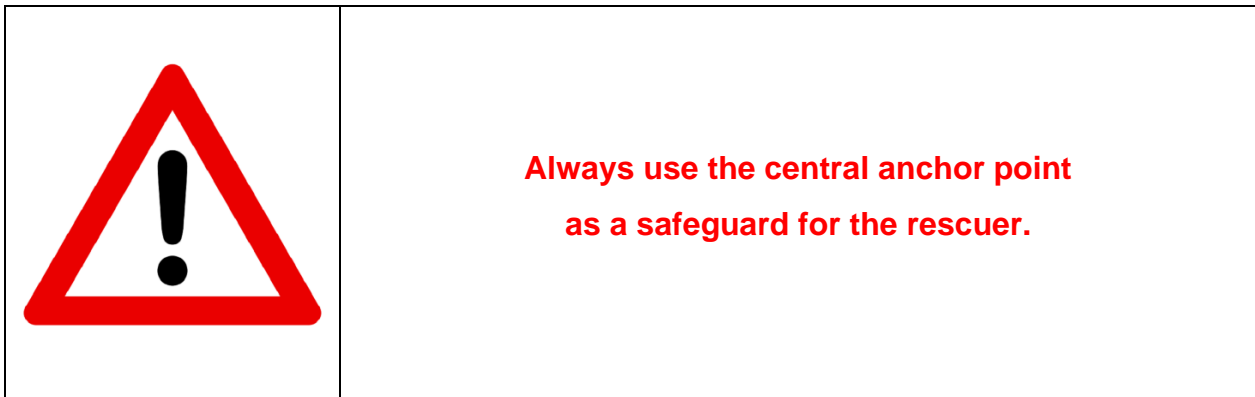 Always use the central anchor point
as a safeguard for the rescuer.